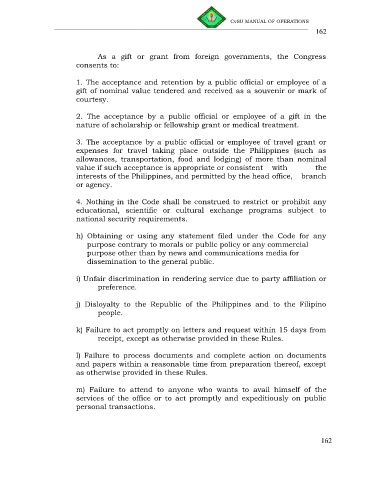 CvSU MANUAL OF OPERATIONS
162
As a gift or grant from foreign governments, the Congress
consents to:
1. The acceptance and retention by a public official or employee of a
gift of nominal value tendered and received as a souvenir or mark of
courtesy.
2. The acceptance by a public official or employee of a gift in the
nature of scholarship or fellowship grant or medical treatment.
3. The acceptance by a public official or employee of travel grant or
expenses for travel taking place outside the Philippines (such as
allowances, transportation, food and lodging) of more than nominal
value if such acceptance is appropriate or consistent with the
interests of the Philippines, and permitted by the head office, branch
or agency.
4. Nothing in the Code shall be construed to restrict or prohibit any
educational, scientific or cultural exchange programs subject to
national security requirements.
h) Obtaining or using any statement filed under the Code for any
purpose contrary to morals or public policy or any commercial
purpose other than by news and communications media for
dissemination to the general public.
i) Unfair discrimination in rendering service due to party affiliation or
preference.
j) Disloyalty to the Republic of the Philippines and to the Filipino
people.
k) Failure to act promptly on letters and request within 15 days from
receipt, except as otherwise provided in these Rules.
l) Failure to process documents and complete action on documents
and papers within a reasonable time from preparation thereof, except
as otherwise provided in these Rules.
m) Failure to attend to anyone who wants to avail himself of the
services of the office or to act promptly and expeditiously on public
personal transactions.
162